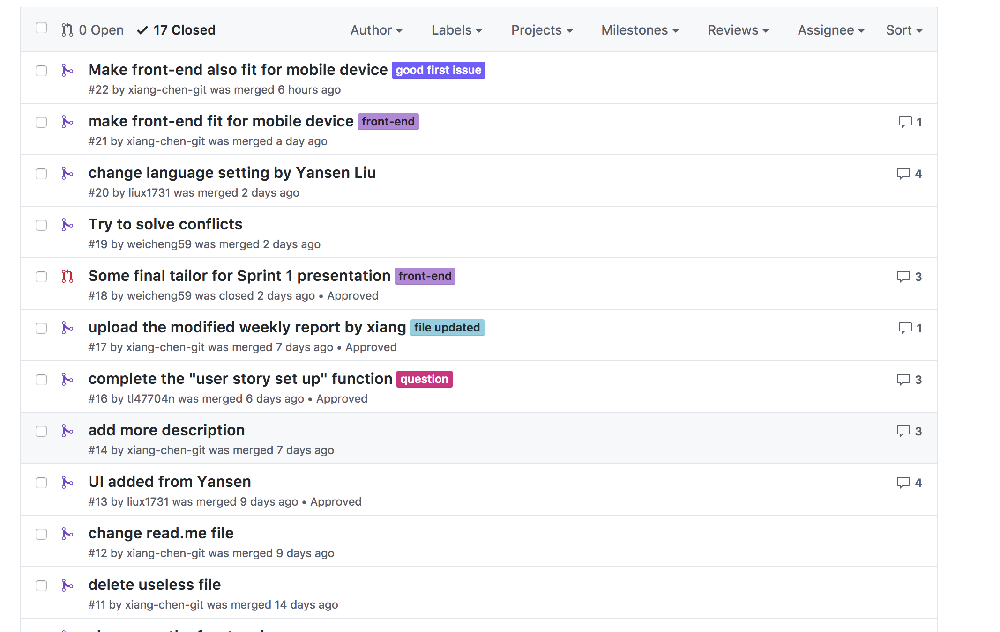 0 Open 17 Closed Author Labels Projects Milestones Reviews Assignee Sort
Make front-end also fit for mobile device good first issue
#22 by xiang-chen-git was merged 6 hours ago
make front-end fit for mobile device front-end 1
#21 by xiang-chen-git was merged a day ago
change language setting by Yansen Liu 4
#20 by liux1731 was merged 2 days ago
Try to solve conflicts
#19 by weicheng59 was merged 2 days ago
Some final tailor for Sprint 1 presentation front-end 3
#18 by weicheng59 was closed 2 days ago • Approved
upload the modified weekly report by xiang file updated 1
#17 by xiang-chen-git was merged 7 days ago • Approved
complete the "user story set up" function question 3
#16 by tl47704n was merged 6 days ago • Approved
add more description 3
#14 by xiang-chen-git was merged 7 days ago
UI added from Yansen 4
#13 by liux1731 was merged 9 days ago • Approved
change read.me file
#12 by xiang-chen-git was merged 9 days ago
delete useless file
#11 by xiang-chen-git was merged 14 days ago